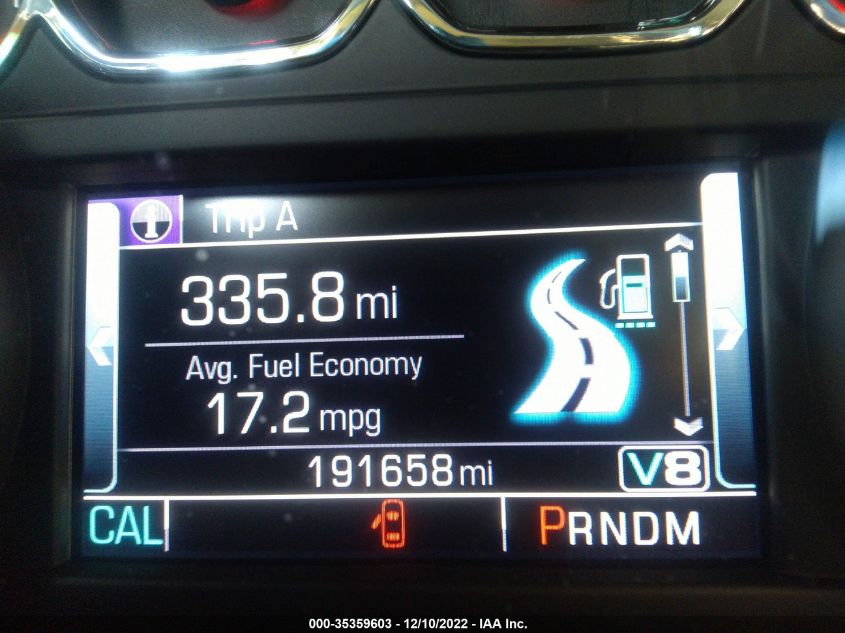 Trip A
335.8 mi
Avg. Fuel Economy
17.2 mpg
191658 mi V8
CAL PRNDM
000-35359603 - 12/10/2022 - IAA Inc.